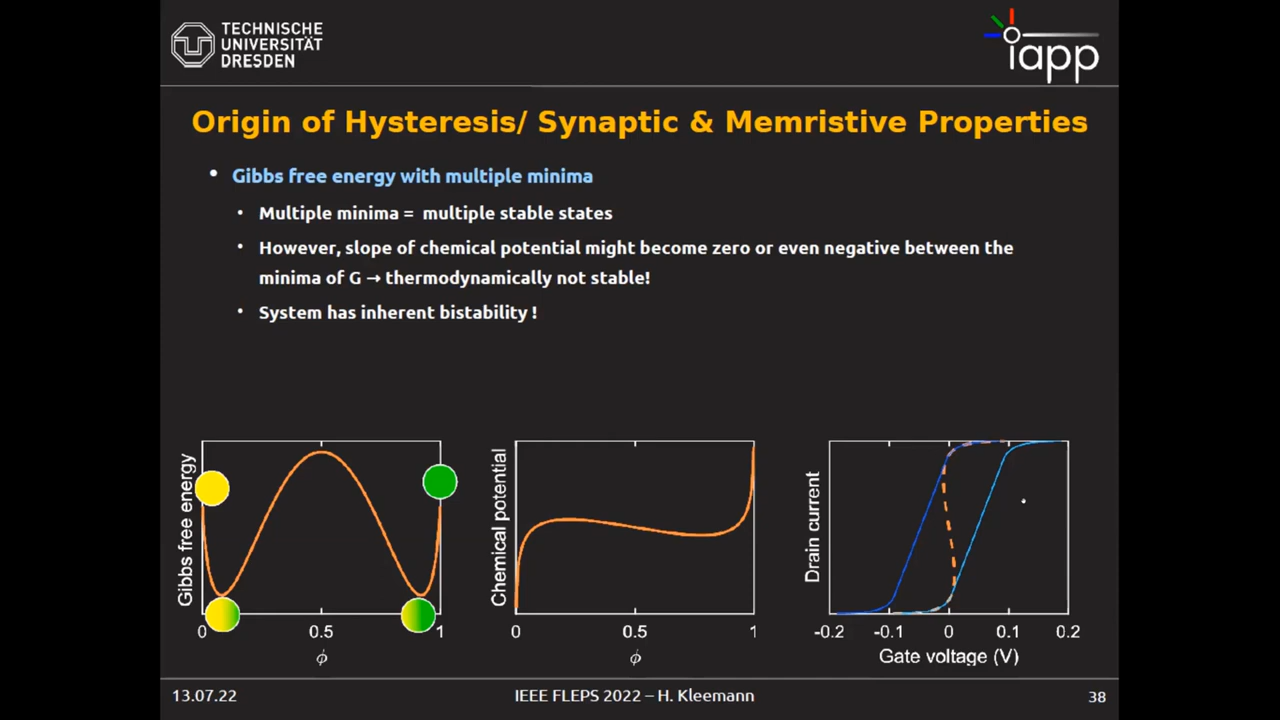 TECHNISCHE
UNIVERSITÄT
DRESDEN
iapp
Origin of Hysteresis/ Synaptic & Memristive Properties
• Gibbs free energy with multiple minima
• Multiple minima = multiple stable states
• However, slope of chemical potential might become zero or even negative between the
minima of G → thermodynamically not stable!
• System has inherent bistability !
Gibbs free energy
0 0.5 1
ϕ
Chemical potential
0 0.5 1
ϕ
Drain current
-0.2 -0.1 0 0.1 0.2
Gate voltage (V)
13.07.22 IEEE FLEPS 2022 – H. Kleemann 38